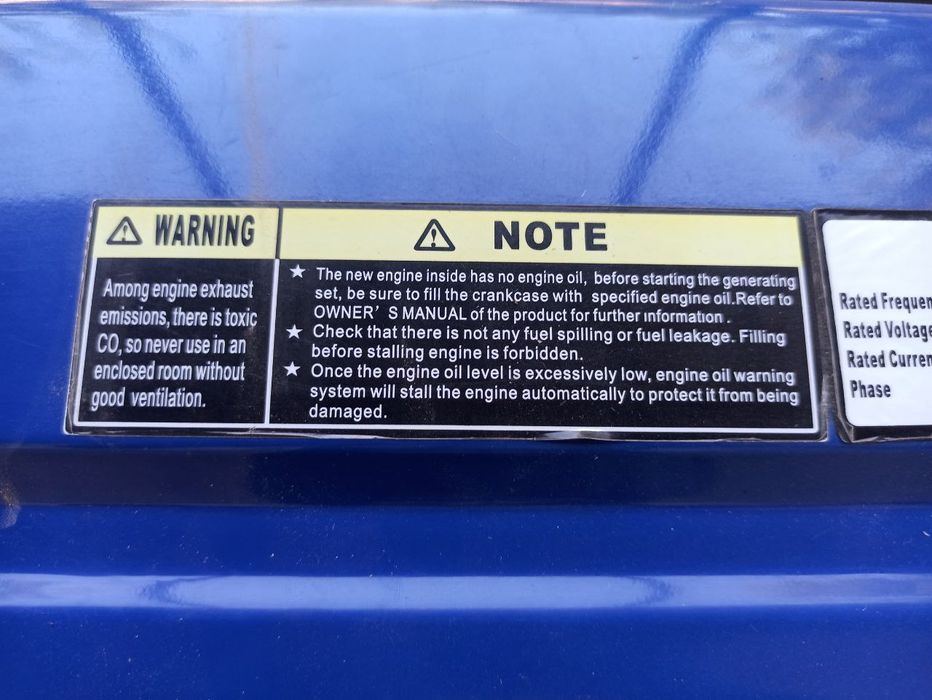 WARNING
Among engine exhaust
emissions, there is toxic
CO, so never use in an
enclosed room without
good ventilation.
NOTE
★ The new engine inside has no engine oil, before starting the generating
set, be sure to fill the crankcase with specified engine oil.Refer to
OWNER'S MANUAL of the product for further information.
★ Check that there is not any fuel spilling or fuel leakage. Filling
before stalling engine is forbidden.
★ Once the engine oil level is excessively low, engine oil warning
system will stall the engine automatically to protect it from being
damaged.
Rated Frequen
Rated Voltage
Rated Curren
Phase